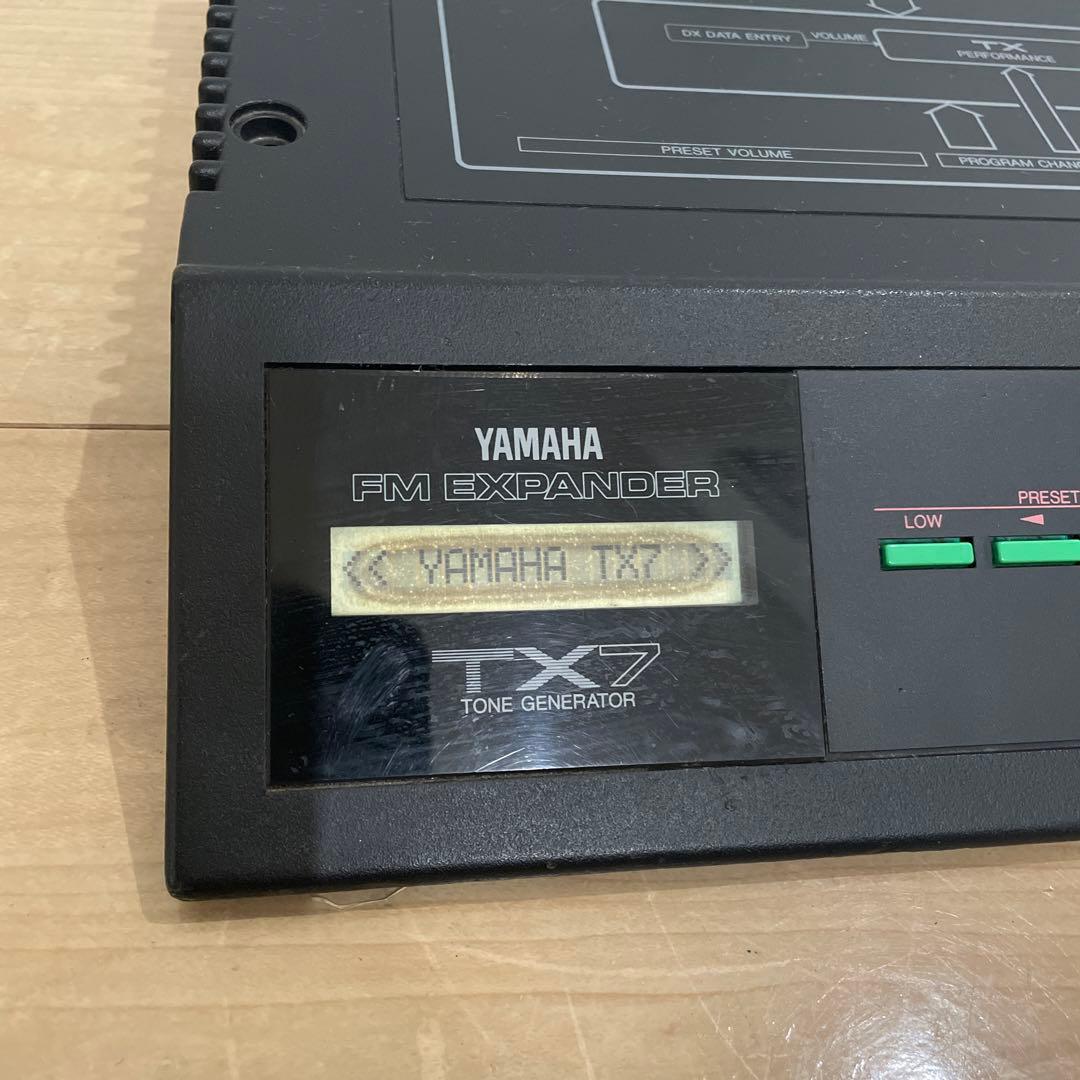 DX DATA ENTRY
VOLUME
TX
PERFORMANCE
PRESET VOLUME
PROGRAM CHAN
YAMAHA
FM EXPANDER
<< YAMAHA TX7 >>
TX7
TONE GENERATOR
PRESET
LOW